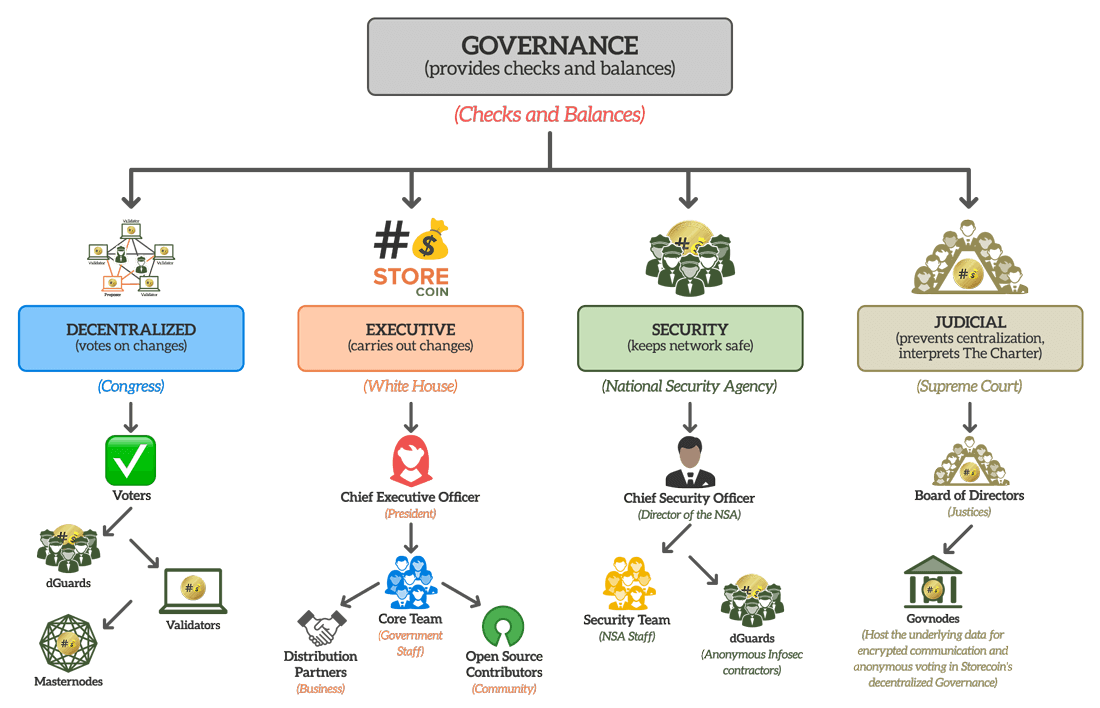 GOVERNANCE
(provides checks and balances)
(Checks and Balances)
Validator
Validator
Validator
Proposer
Validator
#$
STORE
COIN
DECENTRALIZED
(votes on changes)
(Congress)
Voters
dGuards
Validators
Masternodes
EXECUTIVE
(carries out changes)
(White House)
Chief Executive Officer
(President)
Core Team
(Government
Staff)
Distribution
Partners
(Business)
Open Source
Contributors
(Community)
SECURITY
(keeps network safe)
(National Security Agency)
Chief Security Officer
(Director of the NSA)
Security Team
(NSA Staff)
dGuards
(Anonymous Infosec
contractors)
JUDICIAL
(prevents centralization,
interprets The Charter)
(Supreme Court)
Board of Directors
(Justices)
Govnodes
(Host the underlying data for
encrypted communication and
anonymous voting in Storecoin's
decentralized Governance)